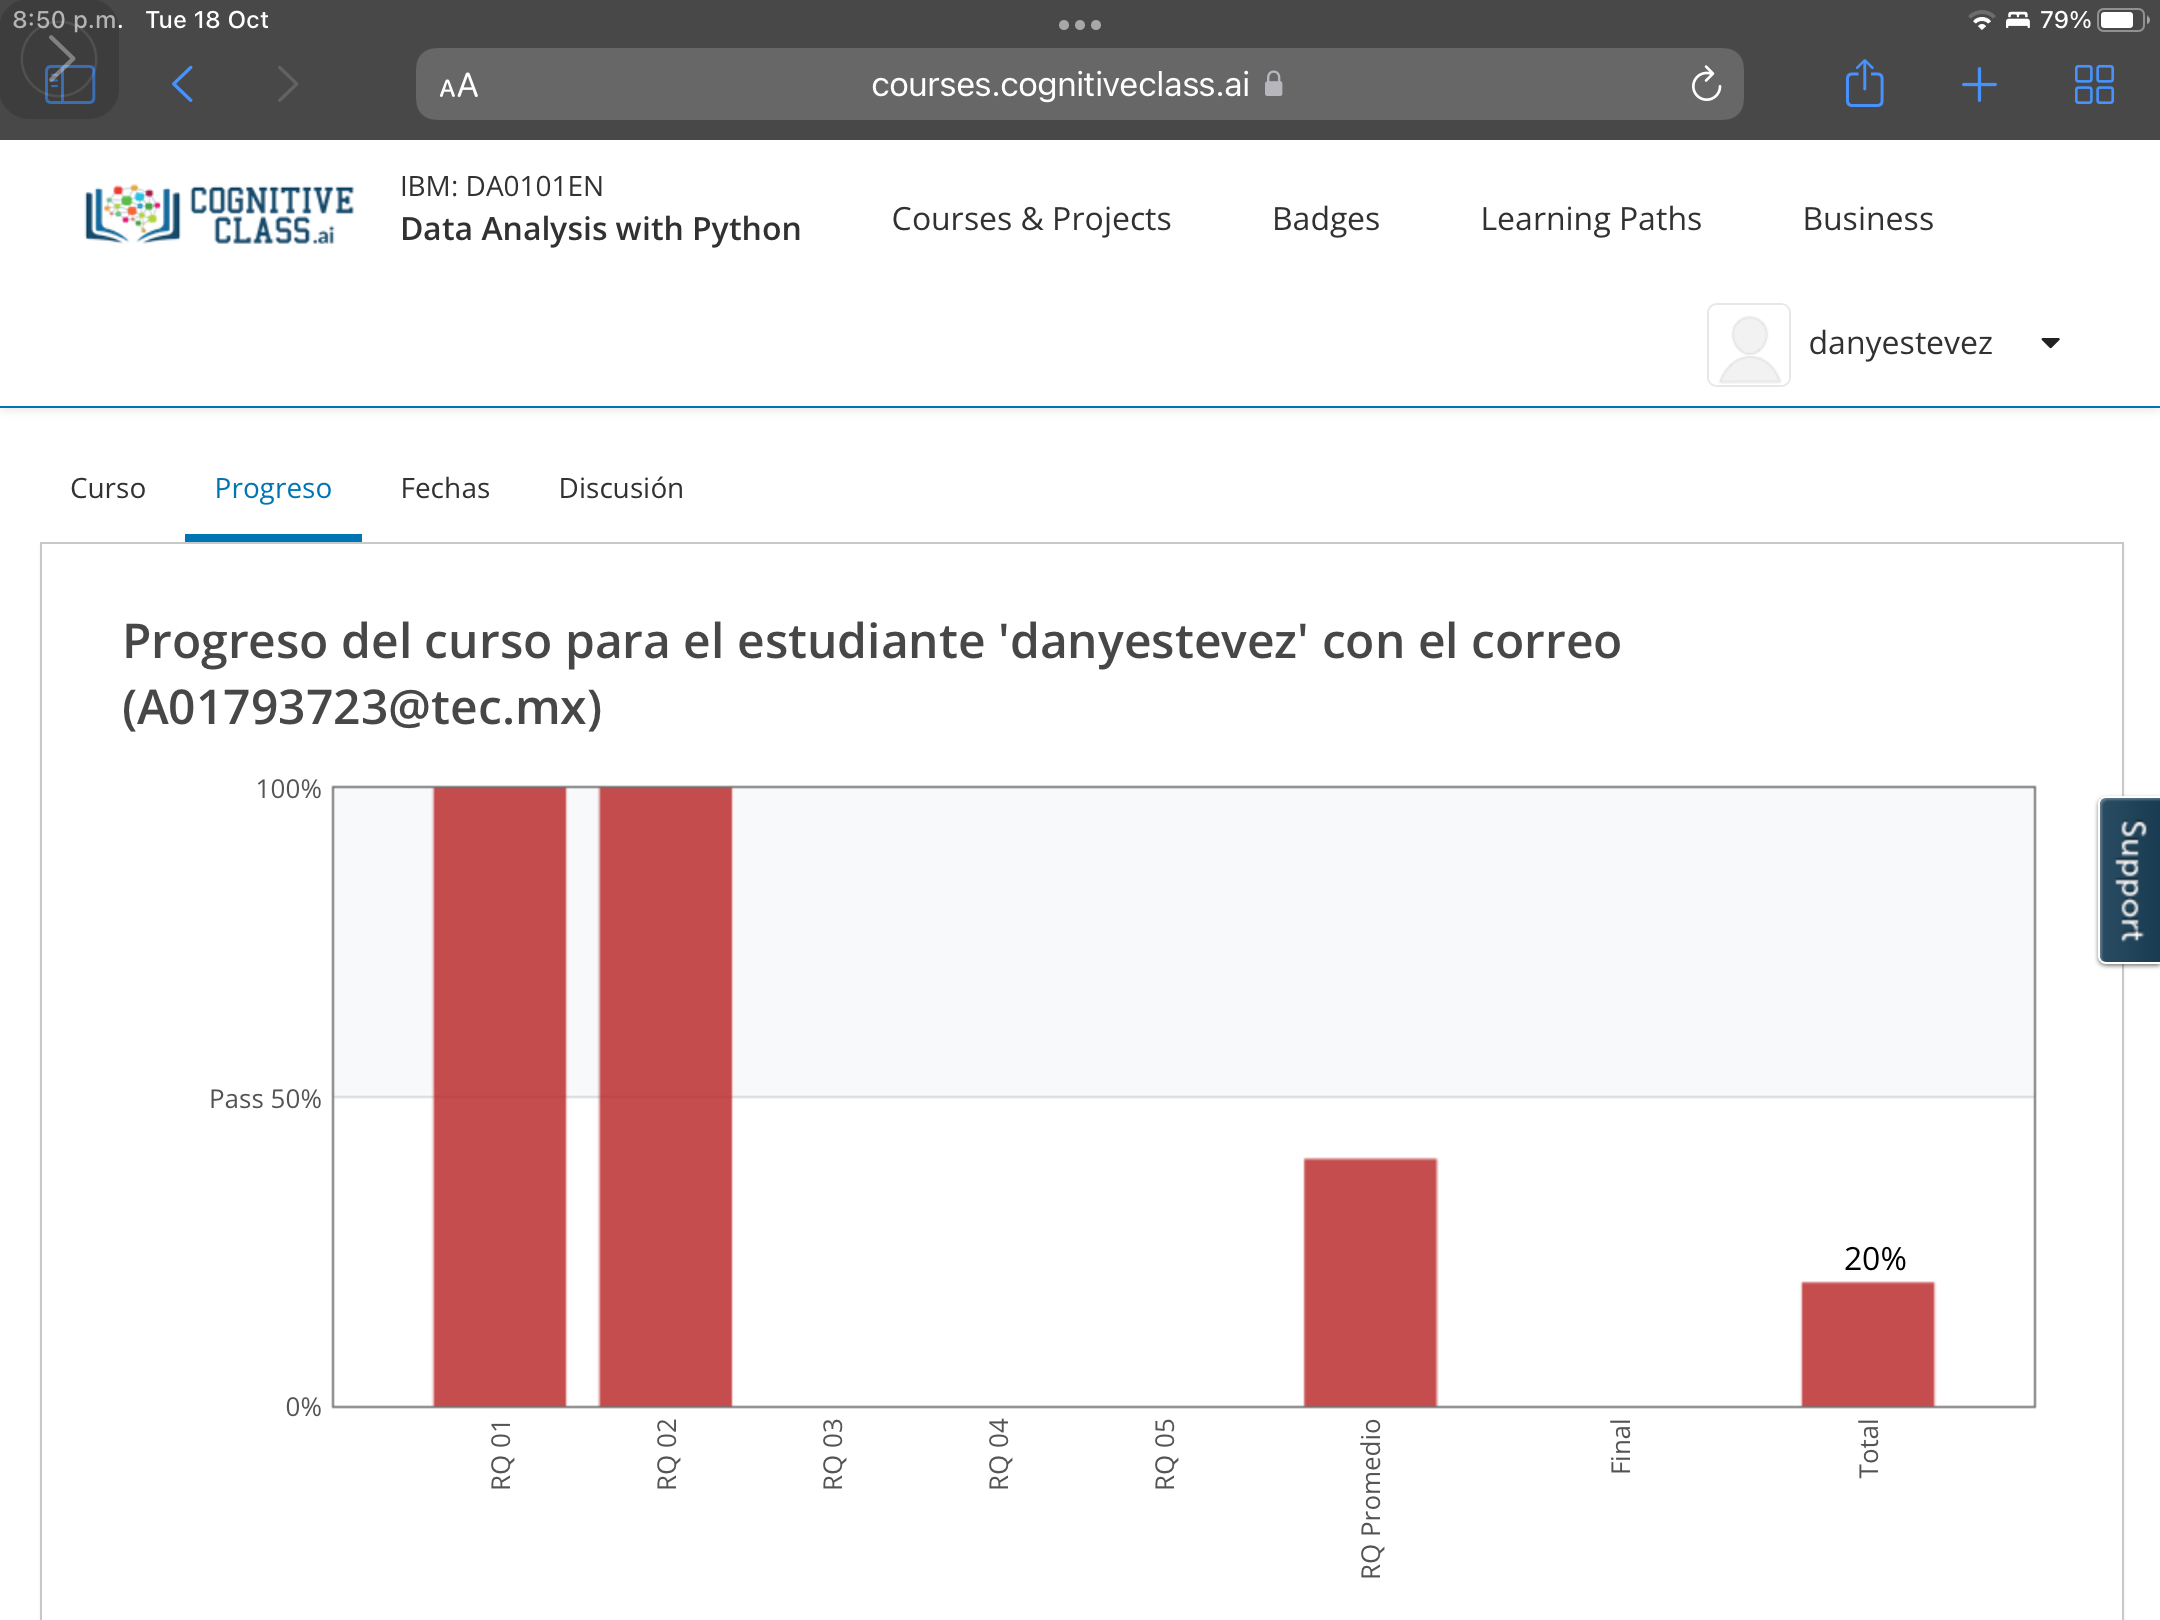 8:50 p.m. Tue 18 Oct
79%
AA
courses.cognitiveclass.ai
COGNITIVE
CLASS.ai
IBM: DA0101EN
Data Analysis with Python
Courses & Projects
Badges
Learning Paths
Business
danyestevez
Curso
Progreso
Fechas
Discusión
Progreso del curso para el estudiante 'danyestevez' con el correo
(A01793723@tec.mx)
100%
Pass 50%
0%
20%
RQ 01
RQ 02
RQ 03
RQ 04
RQ 05
RQ Promedio
Final
Total
Support